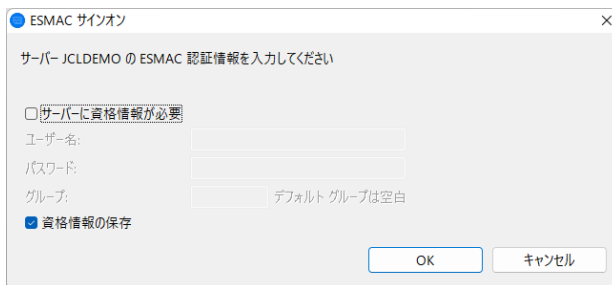 ESMAC サインオン
サーバー JCLDEMO の ESMAC 認証情報を入力してください
サーバーに資格情報が必要
ユーザー名:
パスワード:
グループ: デフォルト グループは空白
資格情報の保存
OK キャンセル